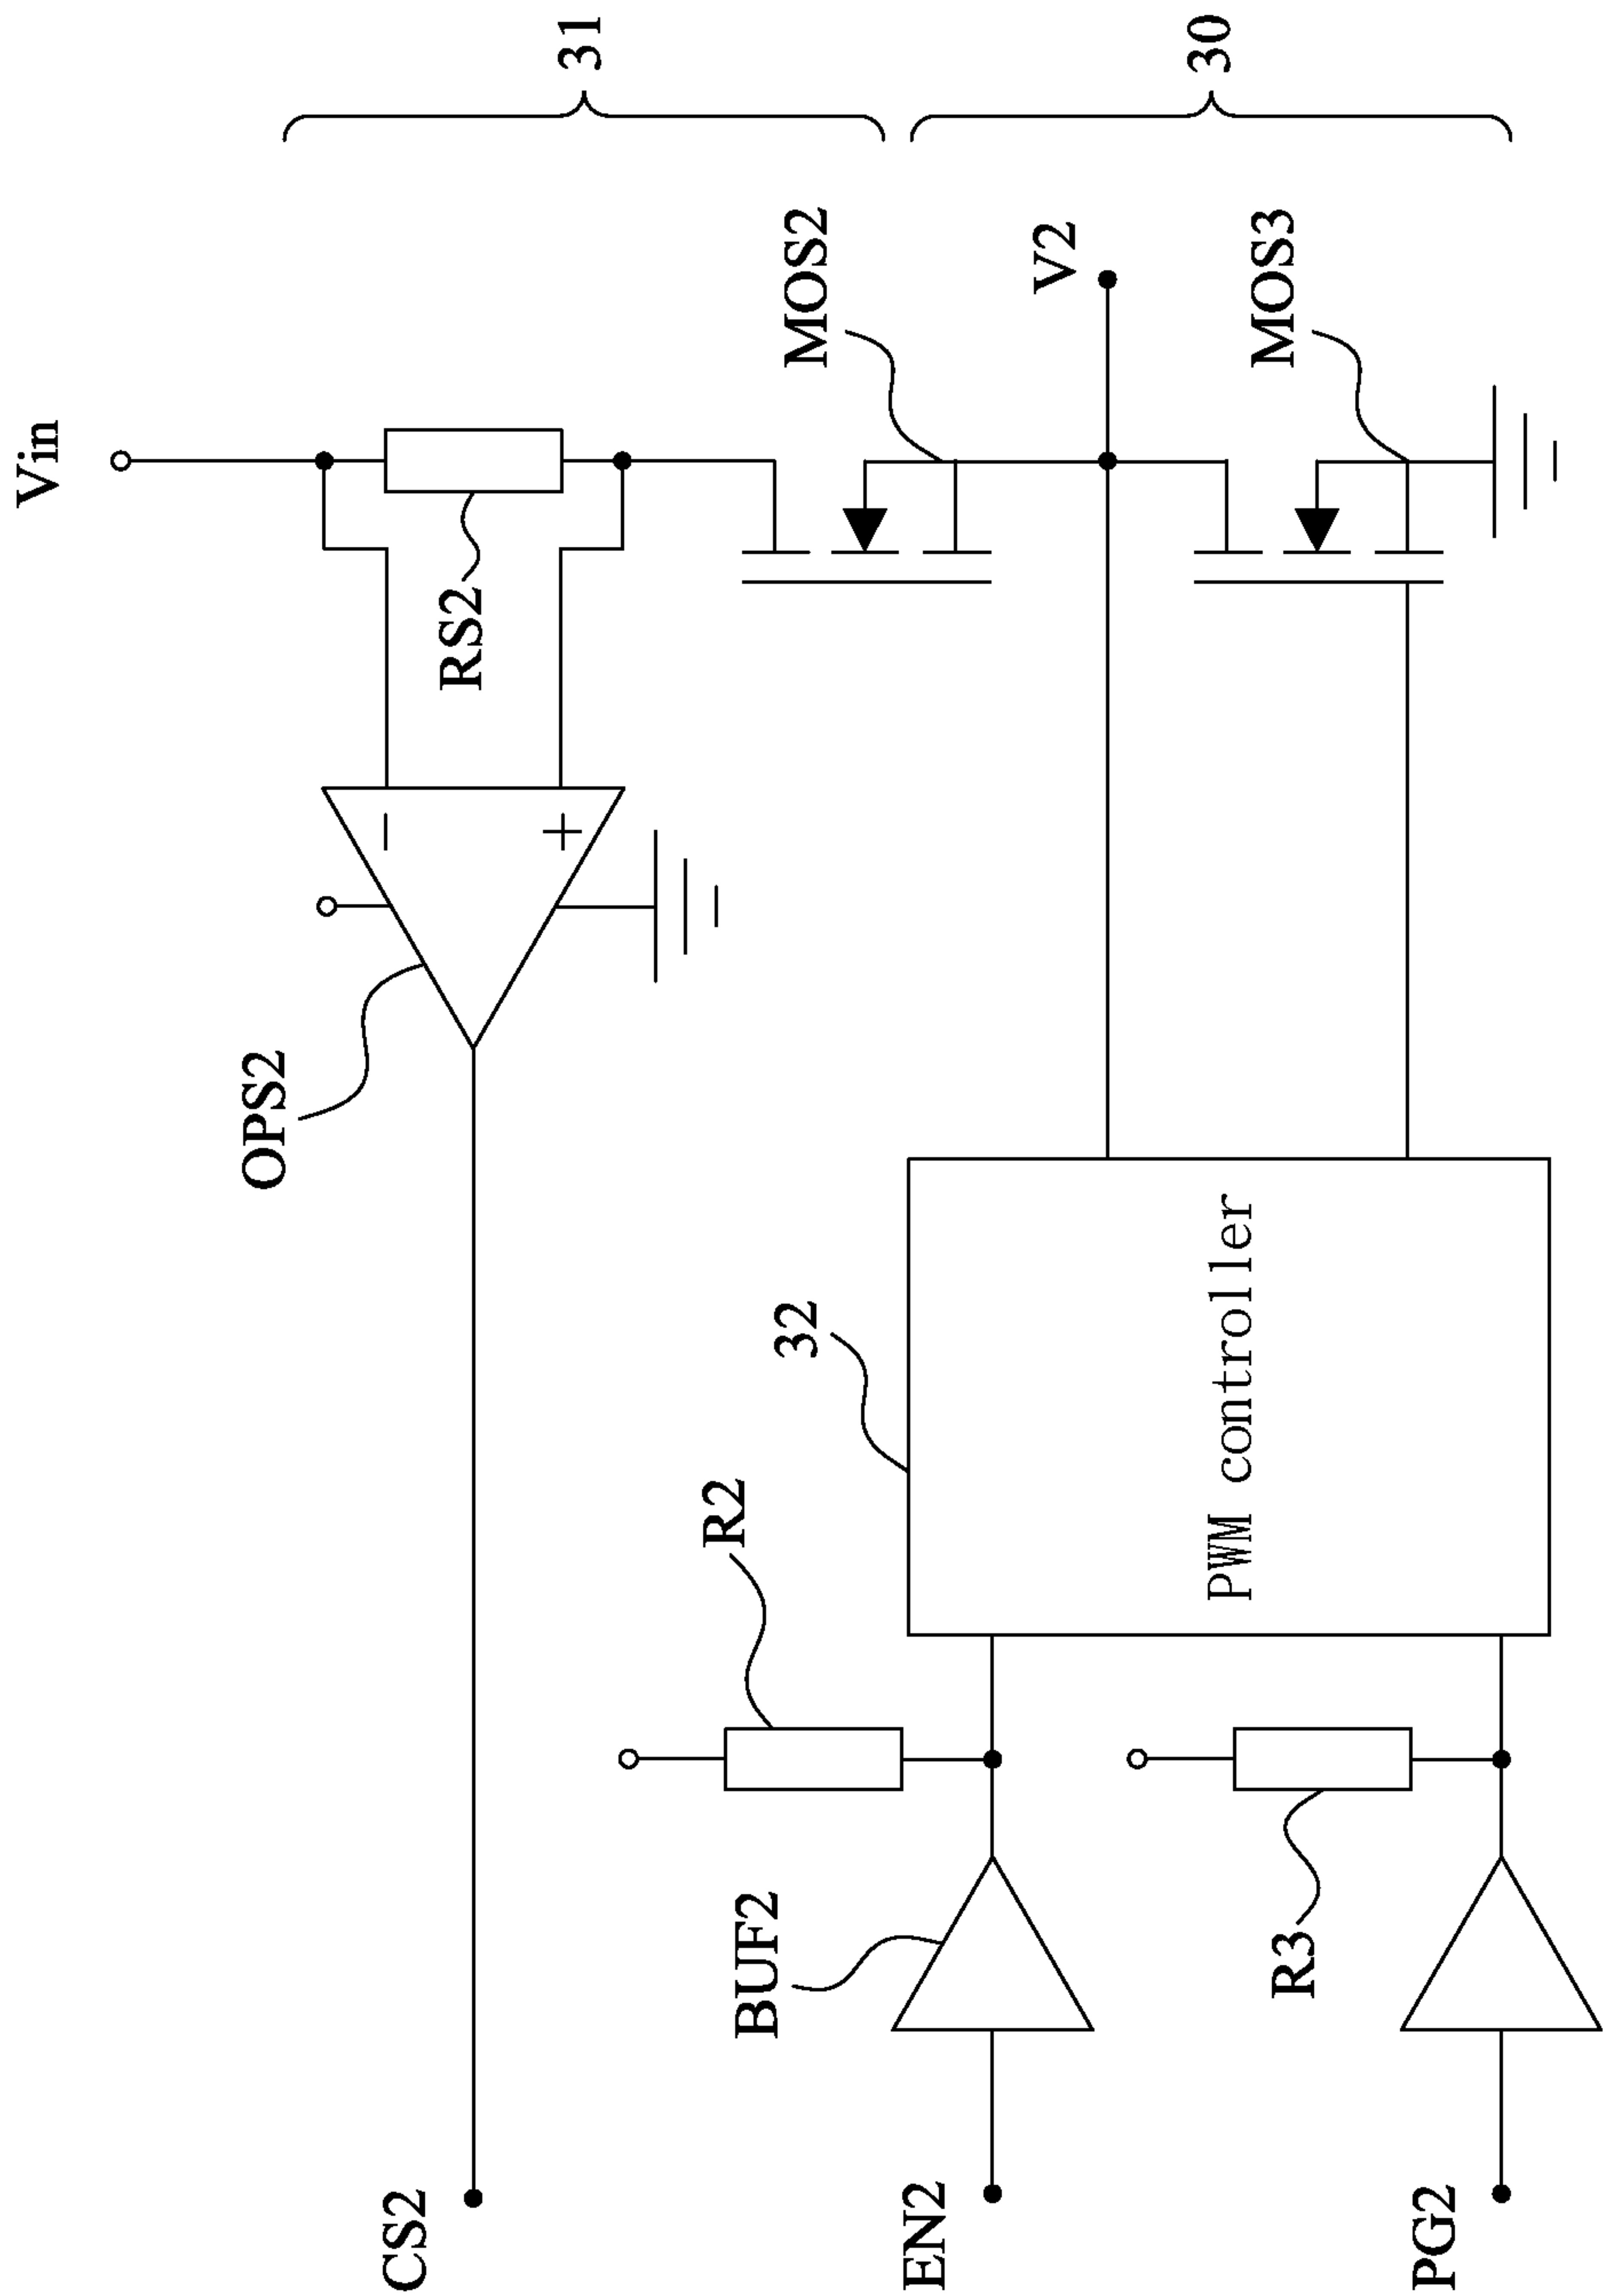 Vin
31
RS2
OPS2
CS2
MOS2
V2
30
MOS3
32
PWM controller
R2
BUF2
EN2
R3
PG2
−
+